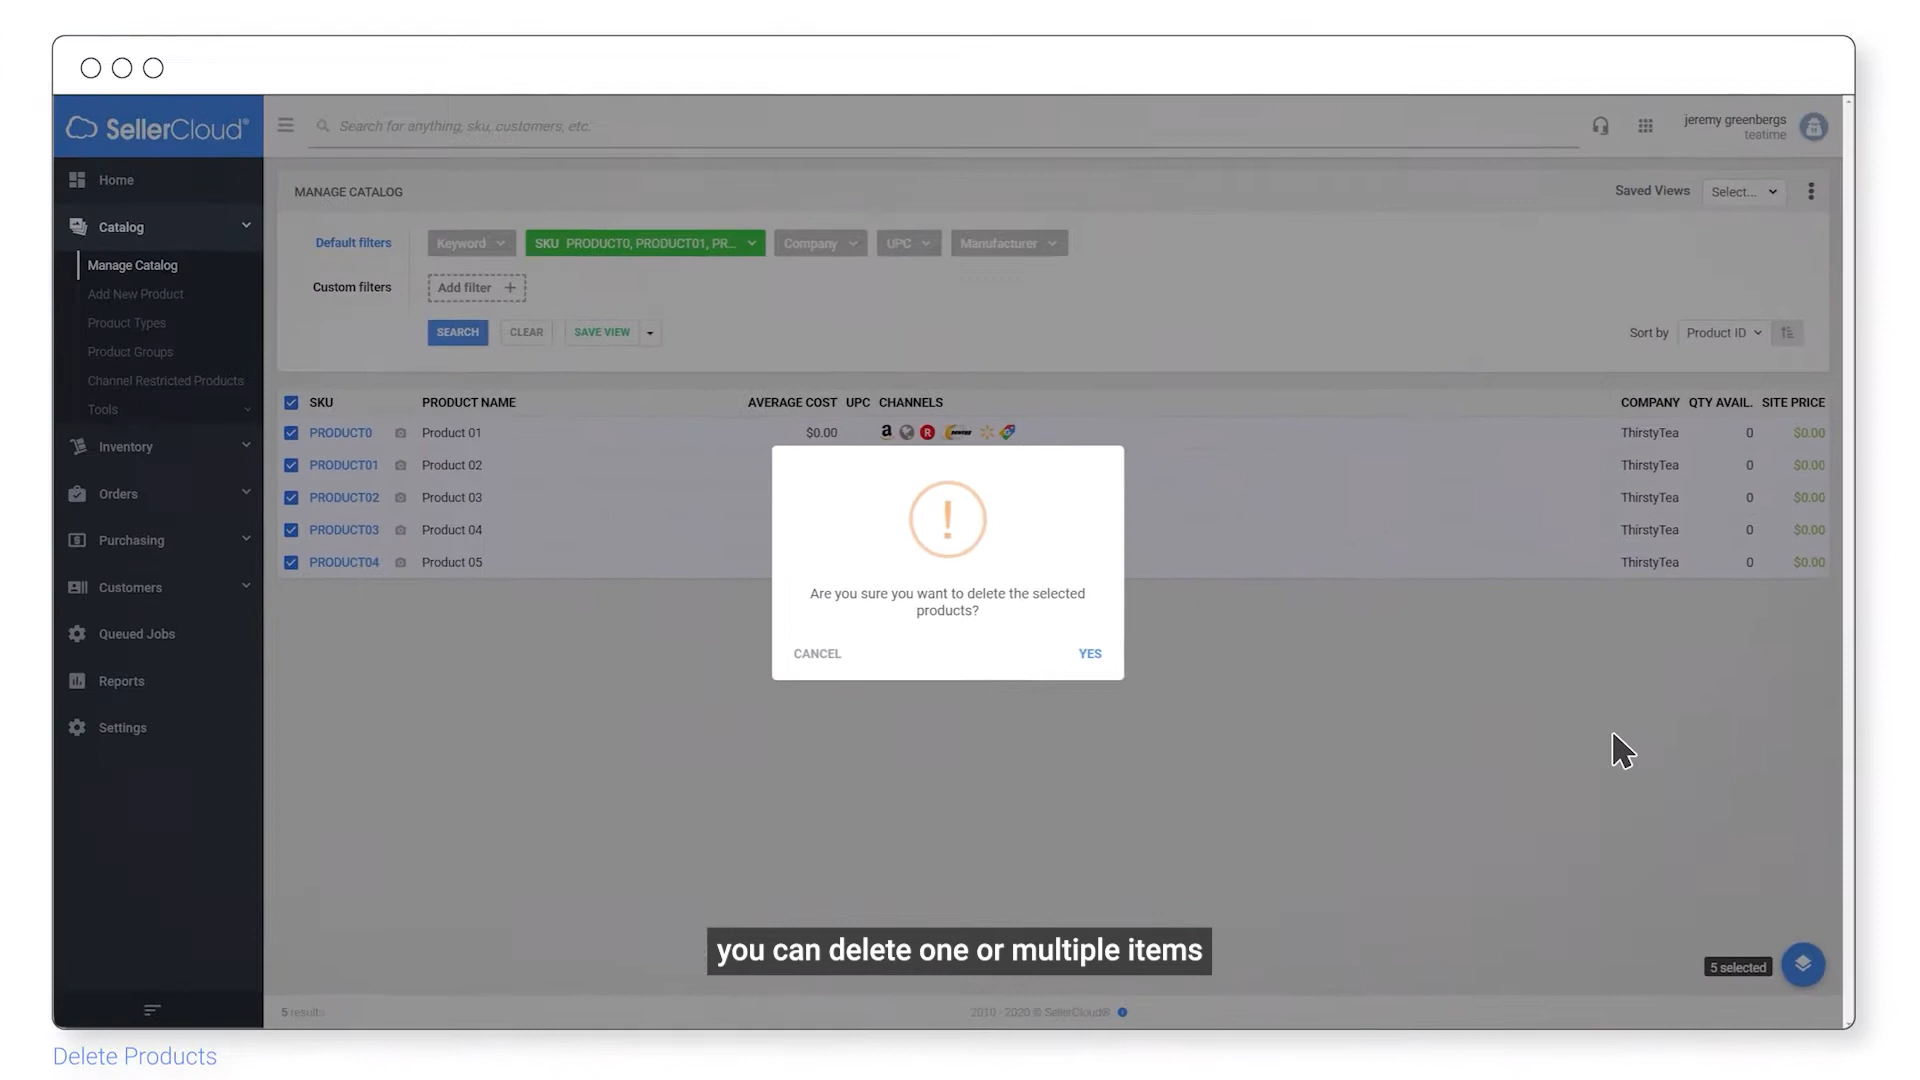 SellerCloud®
Search for anything, sku, customers, etc.
jeremy greenbergs
teatime
Home
Catalog
Manage Catalog
Add New Product
Product Types
Product Groups
Channel Restricted Products
Tools
Inventory
Orders
Purchasing
Customers
Queued Jobs
Reports
Settings
MANAGE CATALOG
Saved Views Select...
Default filters Keyword SKU PRODUCT0, PRODUCT01, PR... Company UPC Manufacturer
Custom filters Add filter +
SEARCH CLEAR SAVE VIEW Sort by Product ID
SKU PRODUCT NAME AVERAGE COST UPC CHANNELS COMPANY QTY AVAIL. SITE PRICE
PRODUCT0 Product 01 $0.00 a R ThirstyTea 0 $0.00
PRODUCT01 Product 02 ThirstyTea 0 $0.00
PRODUCT02 Product 03 ThirstyTea 0 $0.00
PRODUCT03 Product 04 ThirstyTea 0 $0.00
PRODUCT04 Product 05 ThirstyTea 0 $0.00
!
Are you sure you want to delete the selected
products?
CANCEL YES
you can delete one or multiple items
5 selected
5 results 2010 - 2020 © SellerCloud®
Delete Products